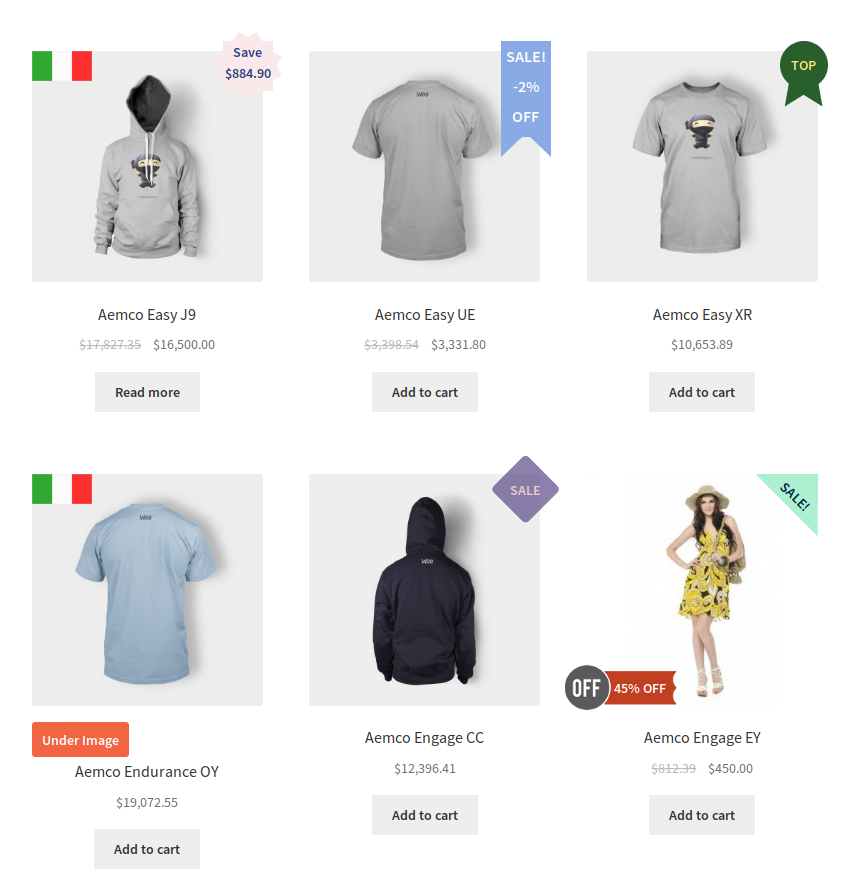 Save
$884.90
SALE!
-2%
OFF
TOP
Woo
Aemco Easy J9
Aemco Easy UE
Aemco Easy XR
$17,827.35 $16,500.00
$3,398.54 $3,331.80
$10,653.89
Read more
Add to cart
Add to cart
SALE
SALE!
Woo
Woo
OFF 45% OFF
Under Image
Aemco Endurance OY
Aemco Engage CC
Aemco Engage EY
$19,072.55
$12,396.41
$812.39 $450.00
Add to cart
Add to cart
Add to cart